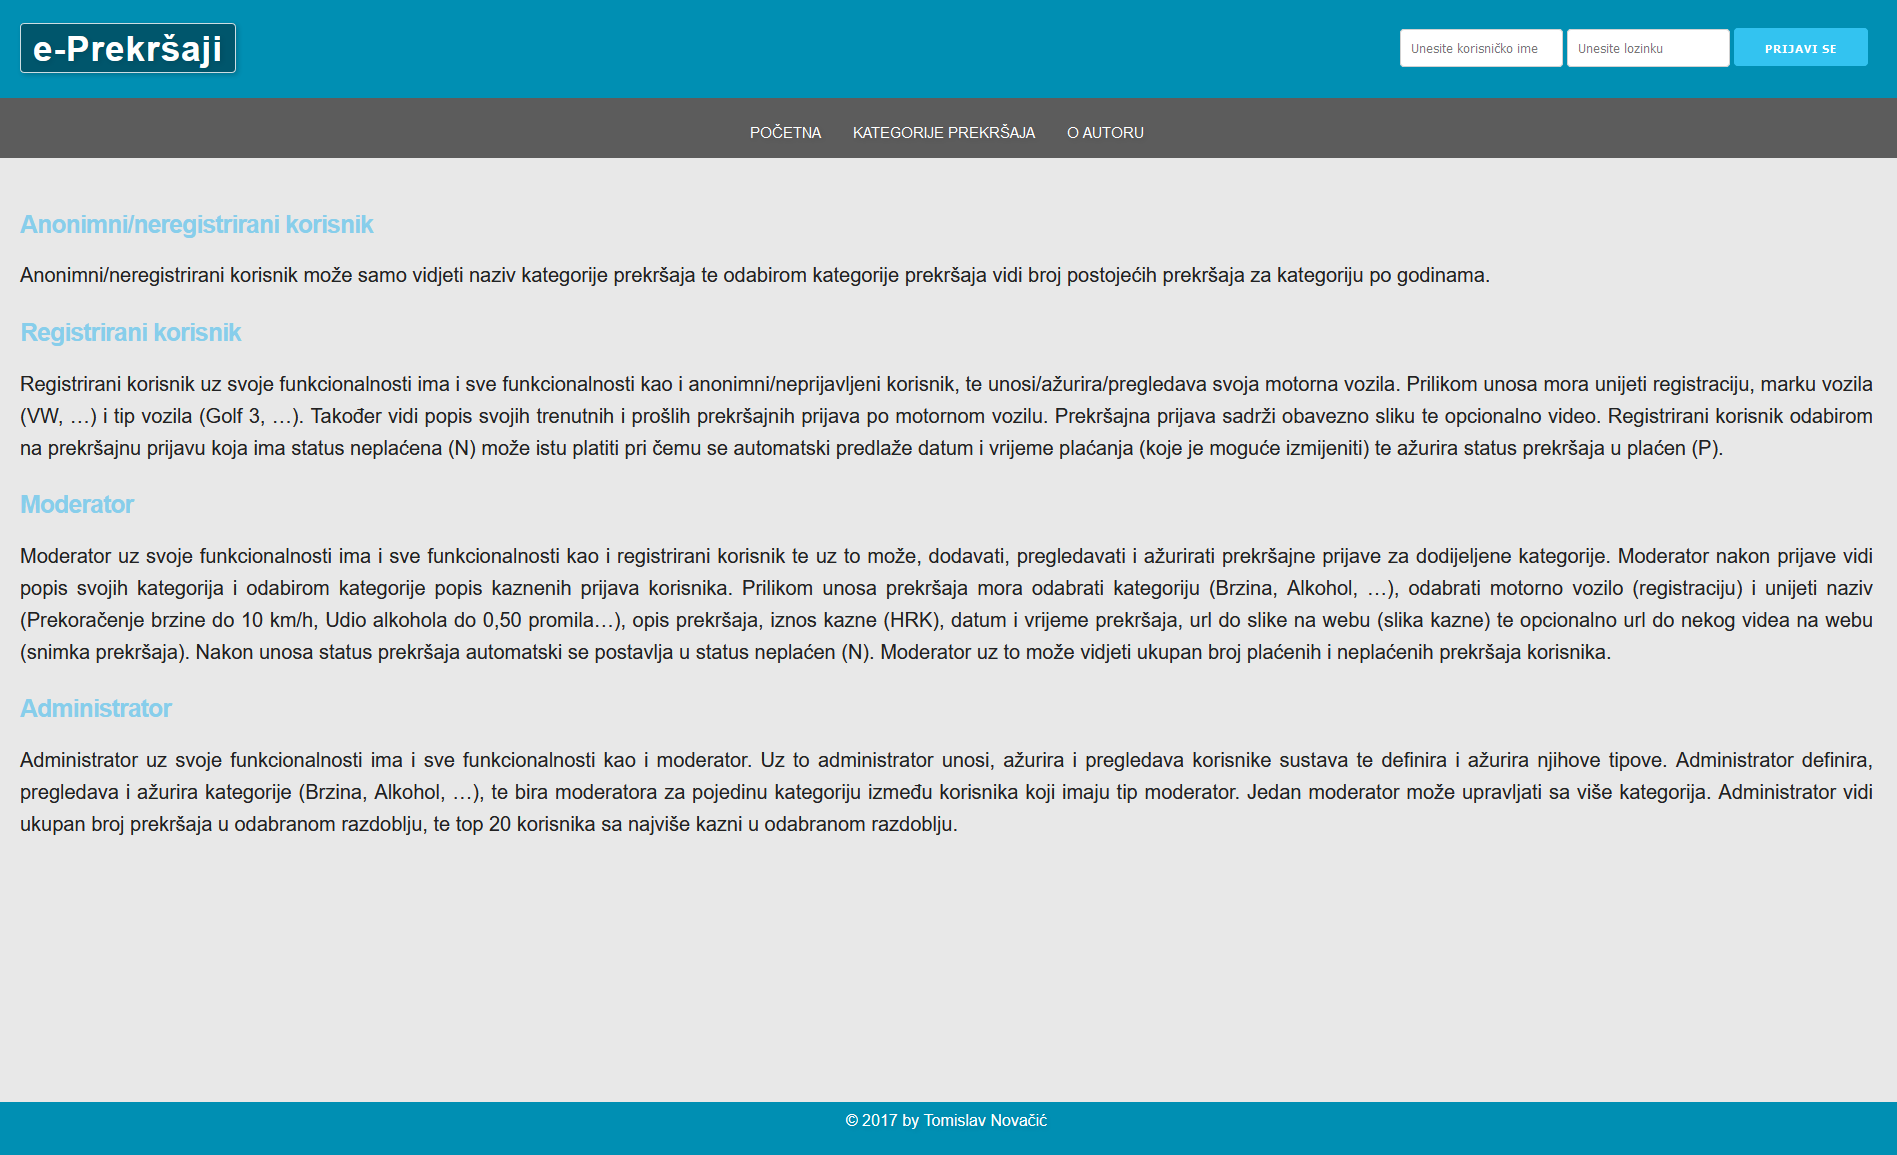 e-Prekršaji
Unesite korisničko ime
Unesite lozinku
PRIJAVI SE
POČETNA
KATEGORIJE PREKRŠAJA
O AUTORU
Anonimni/neregistrirani korisnik
Anonimni/neregistrirani korisnik može samo vidjeti naziv kategorije prekršaja te odabirom kategorije prekršaja vidi broj postojećih prekršaja za kategoriju po godinama.
Registrirani korisnik
Registrirani korisnik uz svoje funkcionalnosti ima i sve funkcionalnosti kao i anonimni/neprijavljeni korisnik, te unosi/ažurira/pregledava svoja motorna vozila. Prilikom unosa mora unijeti registraciju, marku vozila
(VW, …) i tip vozila (Golf 3, …). Također vidi popis svojih trenutnih i prošlih prekršajnih prijava po motornom vozilu. Prekršajna prijava sadrži obavezno sliku te opcionalno video. Registrirani korisnik odabirom
na prekršajnu prijavu koja ima status neplaćena (N) može istu platiti pri čemu se automatski predlaže datum i vrijeme plaćanja (koje je moguće izmijeniti) te ažurira status prekršaja u plaćen (P).
Moderator
Moderator uz svoje funkcionalnosti ima i sve funkcionalnosti kao i registrirani korisnik te uz to može, dodavati, pregledavati i ažurirati prekršajne prijave za dodijeljene kategorije. Moderator nakon prijave vidi
popis svojih kategorija i odabirom kategorije popis kaznenih prijava korisnika. Prilikom unosa prekršaja mora odabrati kategoriju (Brzina, Alkohol, …), odabrati motorno vozilo (registraciju) i unijeti naziv
(Prekoračenje brzine do 10 km/h, Udio alkohola do 0,50 promila…), opis prekršaja, iznos kazne (HRK), datum i vrijeme prekršaja, url do slike na webu (slika kazne) te opcionalno url do nekog videa na webu
(snimka prekršaja). Nakon unosa status prekršaja automatski se postavlja u status neplaćen (N). Moderator uz to može vidjeti ukupan broj plaćenih i neplaćenih prekršaja korisnika.
Administrator
Administrator uz svoje funkcionalnosti ima i sve funkcionalnosti kao i moderator. Uz to administrator unosi, ažurira i pregledava korisnike sustava te definira i ažurira njihove tipove. Administrator definira,
pregledava i ažurira kategorije (Brzina, Alkohol, …), te bira moderatora za pojedinu kategoriju između korisnika koji imaju tip moderator. Jedan moderator može upravljati sa više kategorija. Administrator vidi
ukupan broj prekršaja u odabranom razdoblju, te top 20 korisnika sa najviše kazni u odabranom razdoblju.
© 2017 by Tomislav Novačić